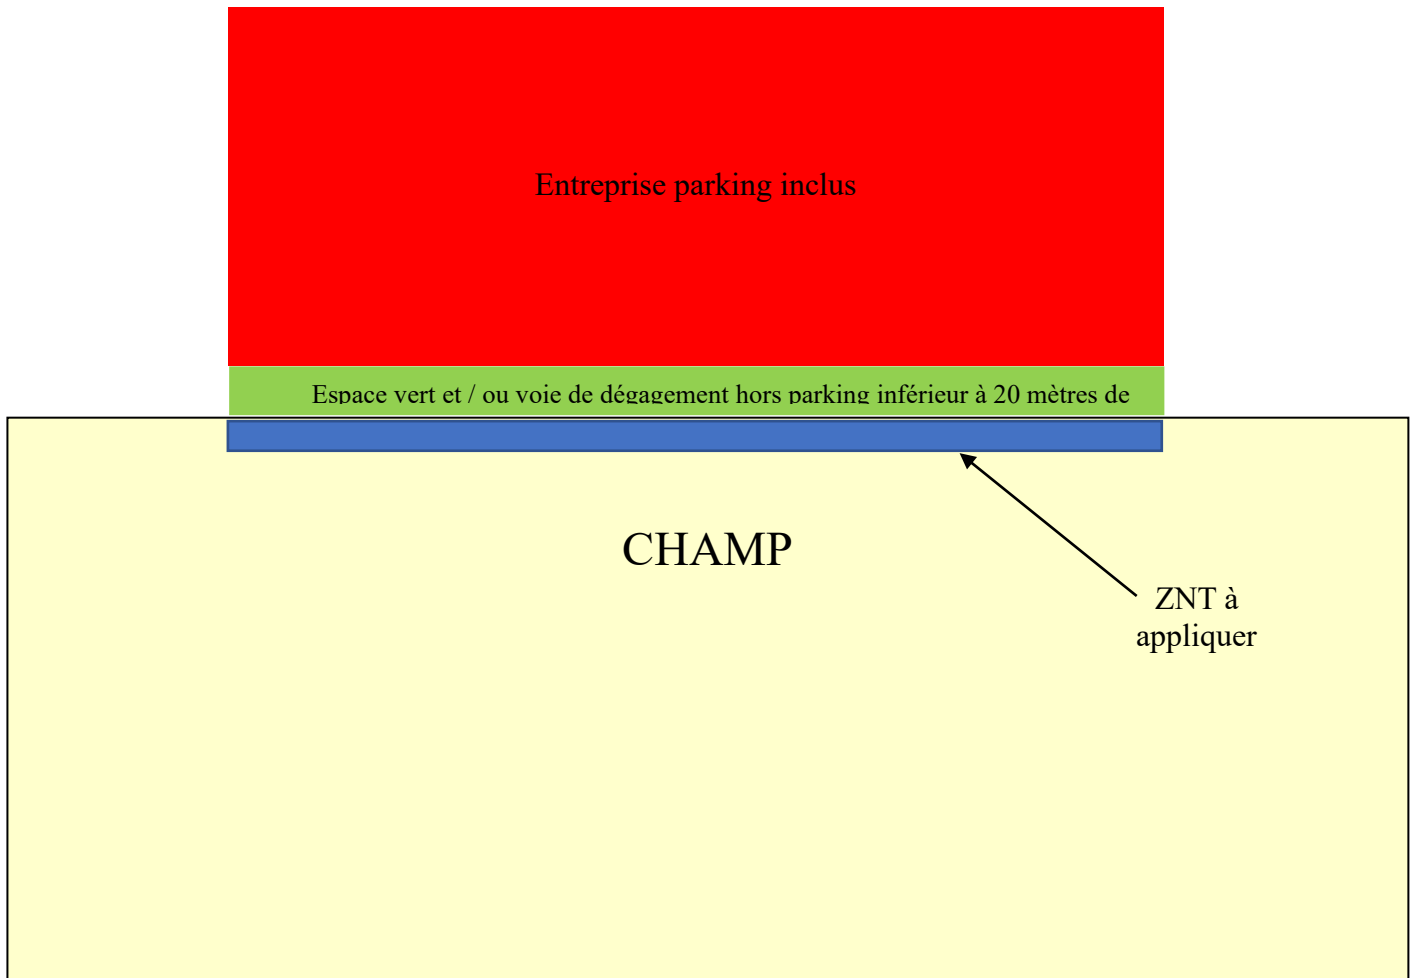 Entreprise parking inclus
Espace vert et / ou voie de dégagement hors parking inférieur à 20 mètres de
CHAMP
ZNT à
appliquer